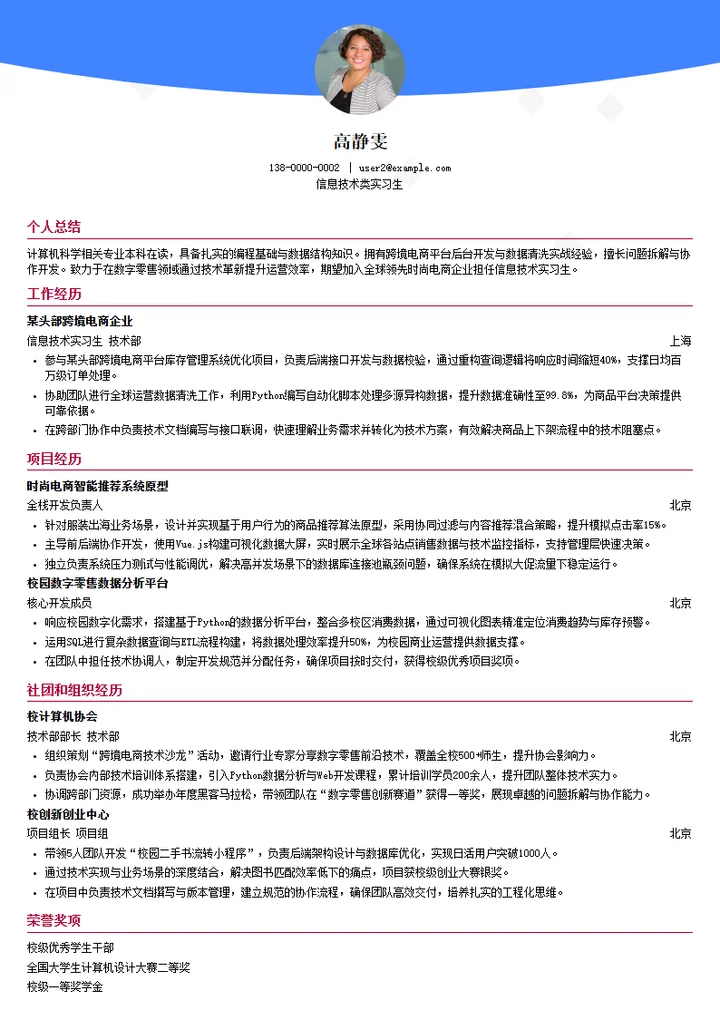 高静雯
138-0000-0002 | user2@example.com
信息技术类实习生
个人总结
计算机科学相关专业本科在读，具备扎实的编程基础与数据结构知识。拥有跨境电商平台后台开发与数据清洗实战经验，擅长问题拆解与协
作开发。致力于在数字零售领域通过技术革新提升运营效率，期望加入全球领先时尚电商企业担任信息技术实习生。
工作经历
某头部跨境电商企业
信息技术实习生 技术部 上海
• 参与某头部跨境电商平台库存管理系统优化项目，负责后端接口开发与数据校验，通过重构查询逻辑将响应时间缩短40%，支撑日均百
万级订单处理。
• 协助团队进行全球运营数据清洗工作，利用Python编写自动化脚本处理多源异构数据，提升数据准确性至99.8%，为商品平台决策提供
可靠依据。
• 在跨部门协作中负责技术文档编写与接口联调，快速理解业务需求并转化为技术方案，有效解决商品上下架流程中的技术阻塞点。
项目经历
时尚电商智能推荐系统原型
全栈开发负责人 北京
• 针对服装出海业务场景，设计并实现基于用户行为的商品推荐算法原型，采用协同过滤与内容推荐混合策略，提升模拟点击率15%。
• 主导前后端协作开发，使用Vue.js构建可视化数据大屏，实时展示全球各站点销售数据与技术监控指标，支持管理层快速决策。
• 独立负责系统压力测试与性能调优，解决高并发场景下的数据库连接池瓶颈问题，确保系统在模拟大促流量下稳定运行。
校园数字零售数据分析平台
核心开发成员 北京
• 响应校园数字化需求，搭建基于Python的数据分析平台，整合多校区消费数据，通过可视化图表精准定位消费趋势与库存预警。
• 运用SQL进行复杂数据查询与ETL流程构建，将数据处理效率提升50%，为校园商业运营提供数据支撑。
• 在团队中担任技术协调人，制定开发规范并分配任务，确保项目按时交付，获得校级优秀项目奖项。
社团和组织经历
校计算机协会
技术部部长 技术部 北京
• 组织策划“跨境电商技术沙龙”活动，邀请行业专家分享数字零售前沿技术，覆盖全校500+师生，提升协会影响力。
• 负责协会内部技术培训体系搭建，引入Python数据分析与Web开发课程，累计培训学员200余人，提升团队整体技术实力。
• 协调跨部门资源，成功举办年度黑客马拉松，带领团队在“数字零售创新赛道”获得一等奖，展现卓越的问题拆解与协作能力。
校创新创业中心
项目组长 项目组 北京
• 带领5人团队开发“校园二手书流转小程序”，负责后端架构设计与数据库优化，实现日活用户突破1000人。
• 通过技术实现与业务场景的深度结合，解决图书匹配效率低下的痛点，项目获校级创业大赛银奖。
• 在项目中负责技术文档撰写与版本管理，建立规范的协作流程，确保团队高效交付，培养扎实的工程化思维。
荣誉奖项
校级优秀学生干部
全国大学生计算机设计大赛二等奖
校级一等奖学金